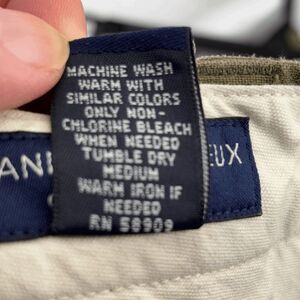 MACHINE WASH
WARM WITH
SIMILAR COLORS
ONLY NON-
CHLORINE BLEACH
WHEN NEEDED
TUMBLE DRY
MEDIUM
WARM IRON IF
NEEDED
RN 58909